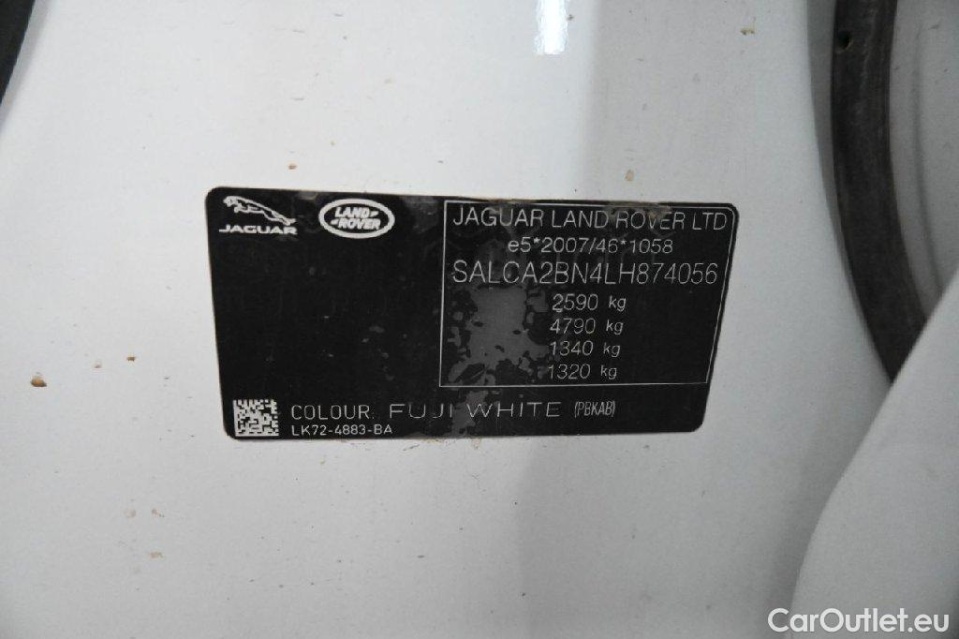 JAGUAR
LAND
ROVER
JAGUAR LAND ROVER LTD
e5*2007/46*1058
SALCA2BN4LH874056
2590 kg
4790 kg
1340 kg
1320 kg
COLOUR: FUJI WHITE (PBKAB)
LK72-4883-BA
CarOutlet.eu